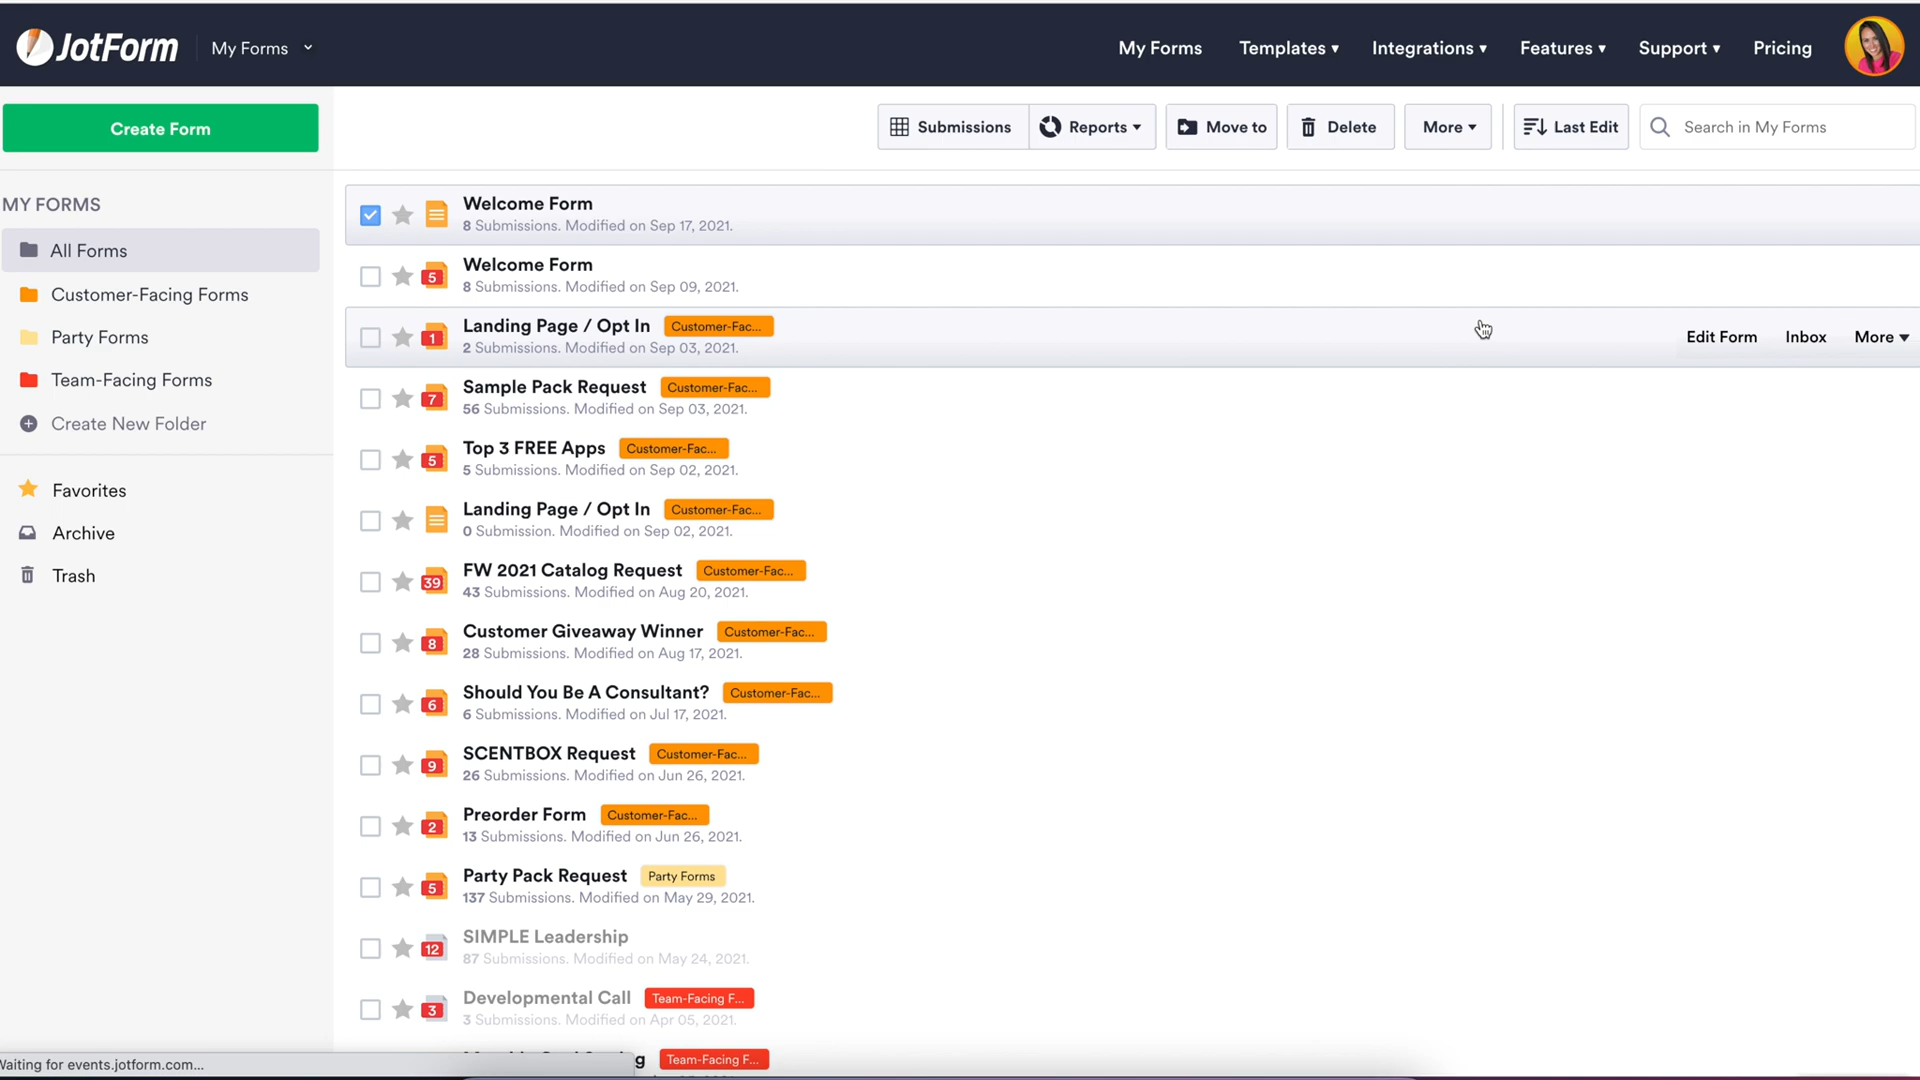 JotForm
My Forms
My Forms
Templates ▾
Integrations ▾
Features ▾
Support ▾
Pricing
Create Form
Submissions
Reports ▾
Move to
Delete
More ▾
Last Edit
Search in My Forms
MY FORMS
All Forms
Customer-Facing Forms
Party Forms
Team-Facing Forms
Create New Folder
Favorites
Archive
Trash
Welcome Form
8 Submissions. Modified on Sep 17, 2021.
5
Welcome Form
8 Submissions. Modified on Sep 09, 2021.
1
Landing Page / Opt In Customer-Fac...
2 Submissions. Modified on Sep 03, 2021.
Edit Form
Inbox
More ▾
7
Sample Pack Request Customer-Fac...
56 Submissions. Modified on Sep 03, 2021.
5
Top 3 FREE Apps Customer-Fac...
5 Submissions. Modified on Sep 02, 2021.
Landing Page / Opt In Customer-Fac...
0 Submission. Modified on Sep 02, 2021.
39
FW 2021 Catalog Request Customer-Fac...
43 Submissions. Modified on Aug 20, 2021.
8
Customer Giveaway Winner Customer-Fac...
28 Submissions. Modified on Aug 17, 2021.
6
Should You Be A Consultant? Customer-Fac...
6 Submissions. Modified on Jul 17, 2021.
9
SCENTBOX Request Customer-Fac...
26 Submissions. Modified on Jun 26, 2021.
2
Preorder Form Customer-Fac...
13 Submissions. Modified on Jun 26, 2021.
5
Party Pack Request Party Forms
137 Submissions. Modified on May 29, 2021.
12
SIMPLE Leadership
87 Submissions. Modified on May 24, 2021.
3
Developmental Call Team-Facing F...
3 Submissions. Modified on Apr 05, 2021.
Team-Facing F...
Waiting for events.jotform.com...